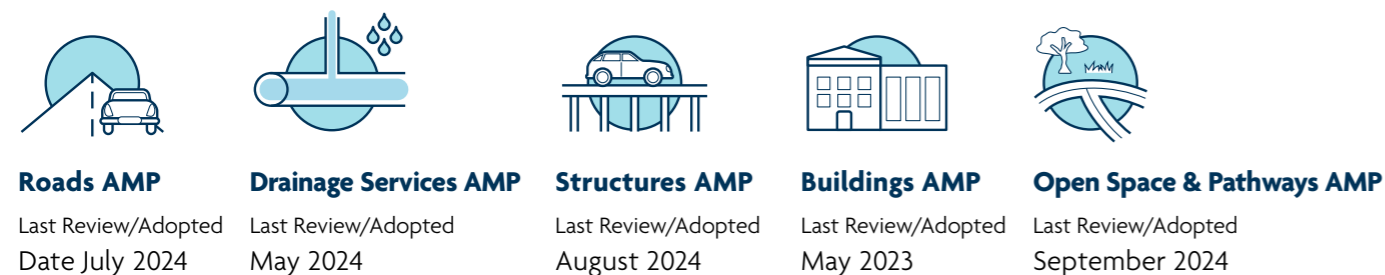 Roads AMP
Last Review/Adopted
Date July 2024
Drainage Services AMP
Last Review/Adopted
May 2024
Structures AMP
Last Review/Adopted
August 2024
Buildings AMP
Last Review/Adopted
May 2023
Open Space & Pathways AMP
Last Review/Adopted
September 2024